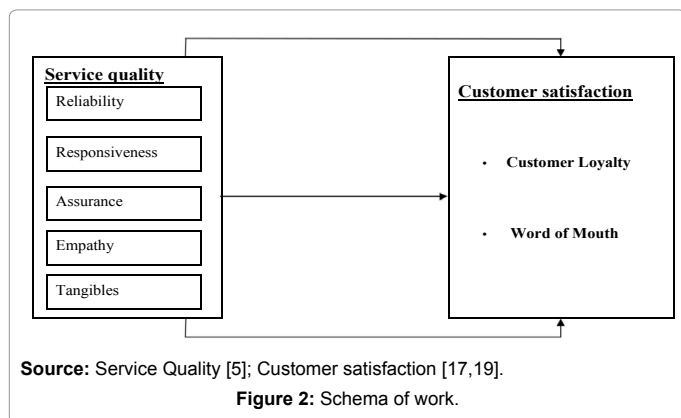 Service quality
Reliability
Responsiveness
Assurance
Empathy
Tangibles
Customer satisfaction
· Customer Loyalty
· Word of Mouth
Source: Service Quality [5]; Customer satisfaction [17,19].
Figure 2: Schema of work.